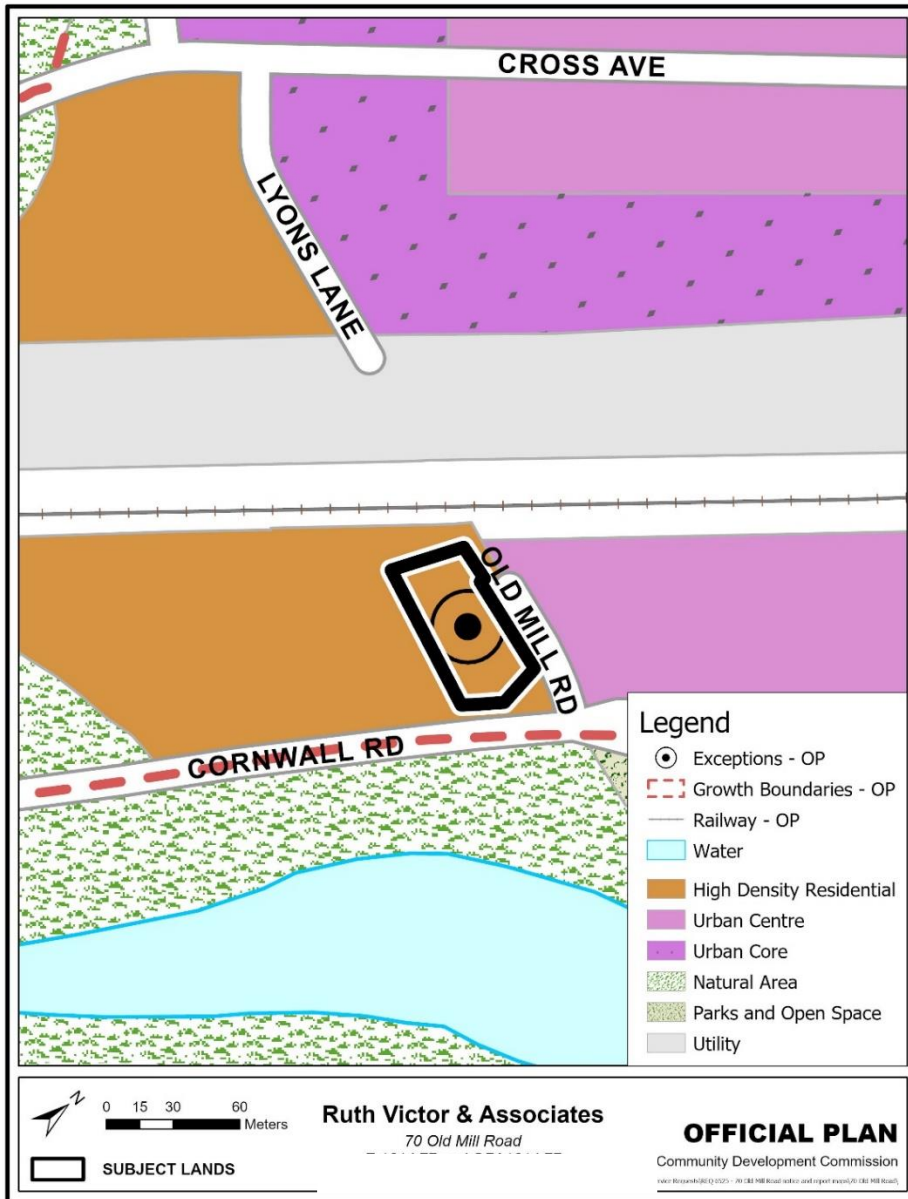 CROSS AVE
LYONS LANE
OLD MILL RD
CORNWALL RD
Legend
Exceptions - OP
Growth Boundaries - OP
Railway - OP
Water
High Density Residential
Urban Centre
Urban Core
Natural Area
Parks and Open Space
Utility
N
0 15 30 60
Meters
SUBJECT LANDS
Ruth Victor & Associates
70 Old Mill Road
OFFICIAL PLAN
Community Development Commission